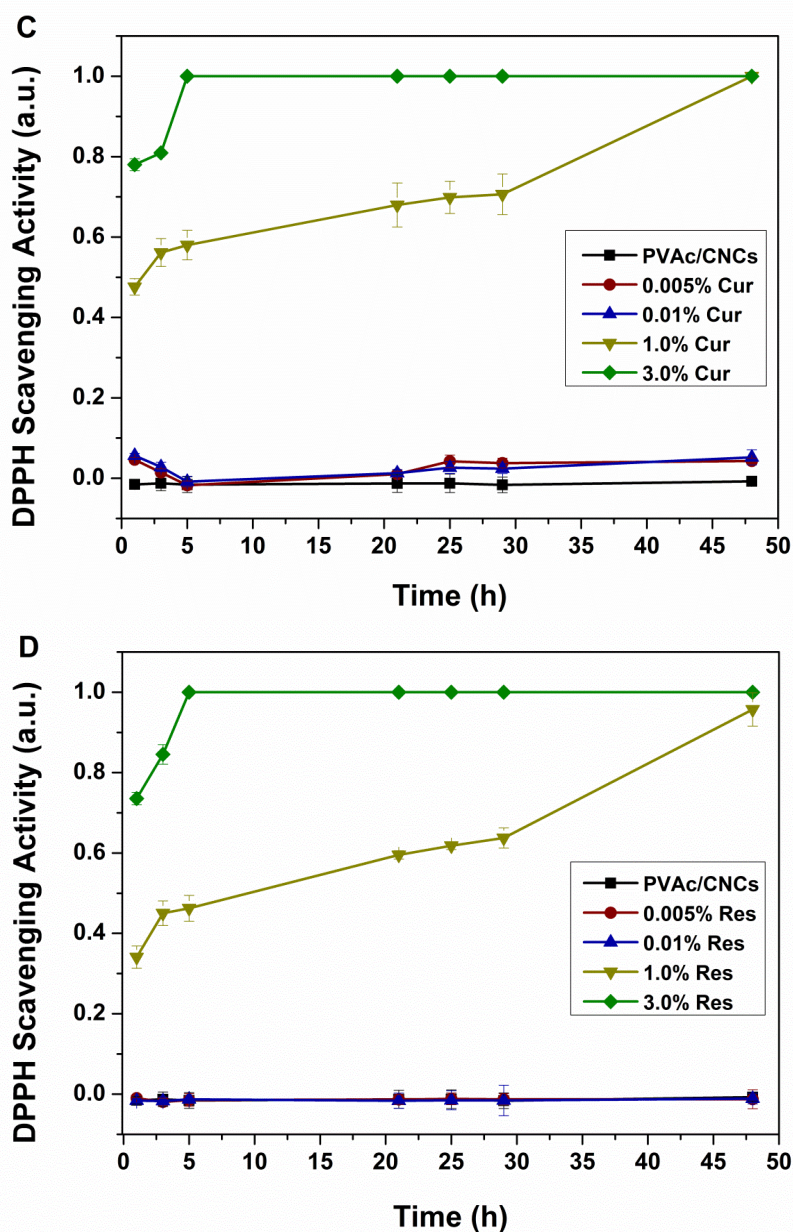 C
DPPH Scavenging Activity (a.u.)
1.0
0.8
0.6
0.4
0.2
0.0
PVAc/CNCs
0.005% Cur
0.01% Cur
1.0% Cur
3.0% Cur
0 5 10 15 20 25 30 35 40 45 50
Time (h)
D
DPPH Scavenging Activity (a.u.)
1.0
0.8
0.6
0.4
0.2
0.0
PVAc/CNCs
0.005% Res
0.01% Res
1.0% Res
3.0% Res
0 5 10 15 20 25 30 35 40 45 50
Time (h)